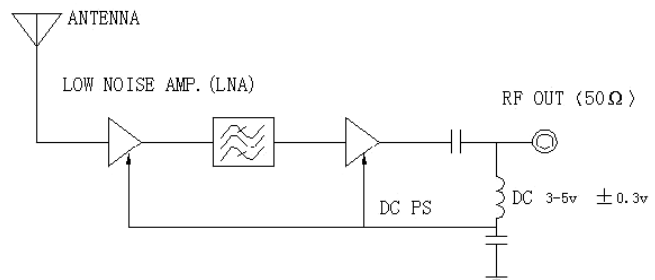 ANTENNA
LOW NOISE AMP.(LNA)
RF OUT (50Ω)
DC PS
DC 3-5v ±0.3v